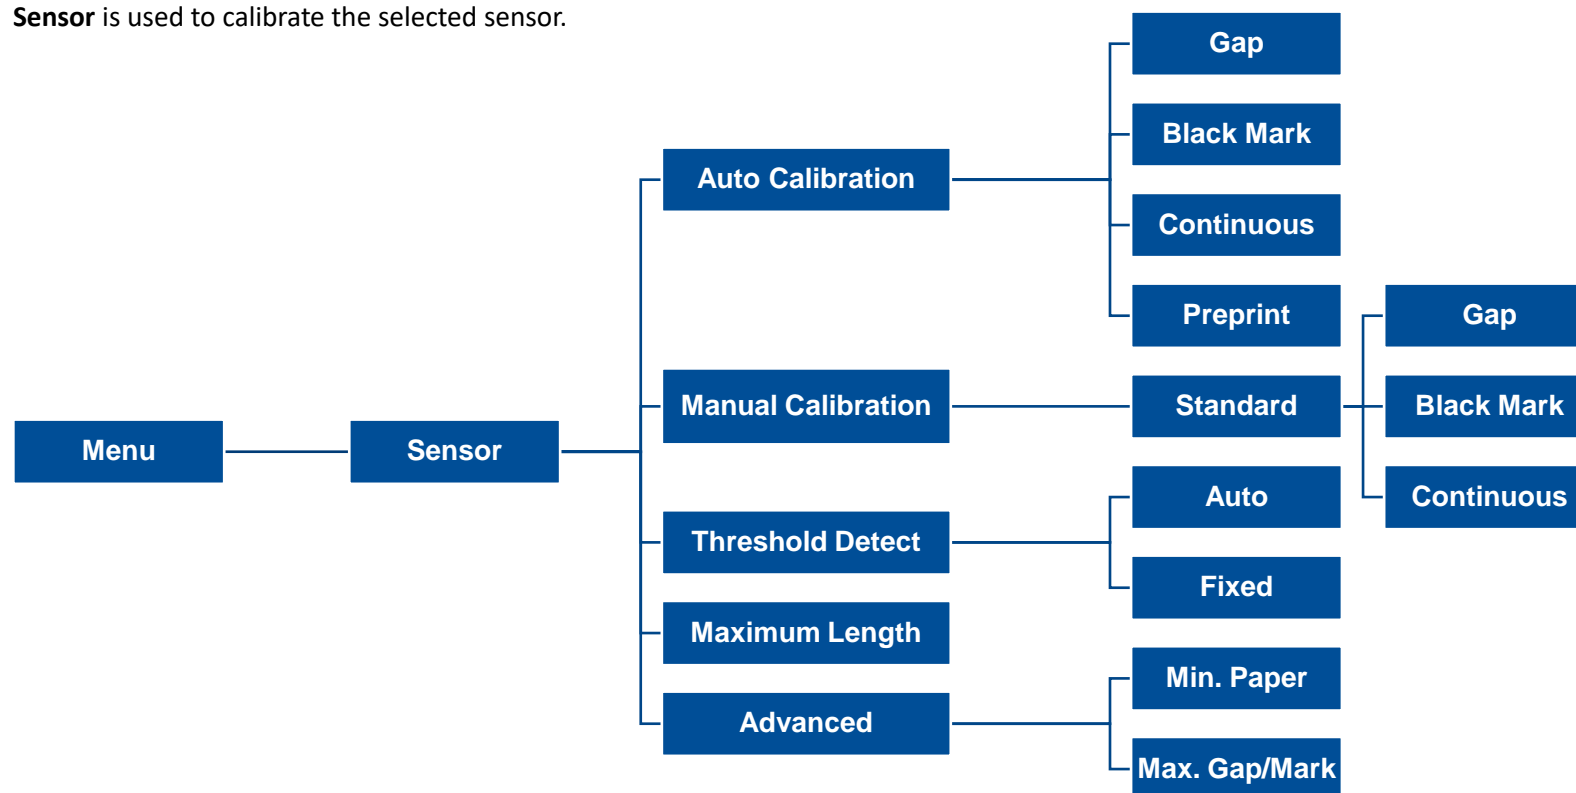 Sensor is used to calibrate the selected sensor.
Gap
Black Mark
Auto Calibration
Continuous
Preprint
Gap
Manual Calibration
Standard
Black Mark
Menu
Sensor
Auto
Continuous
Threshold Detect
Fixed
Maximum Length
Min. Paper
Advanced
Max. Gap/Mark